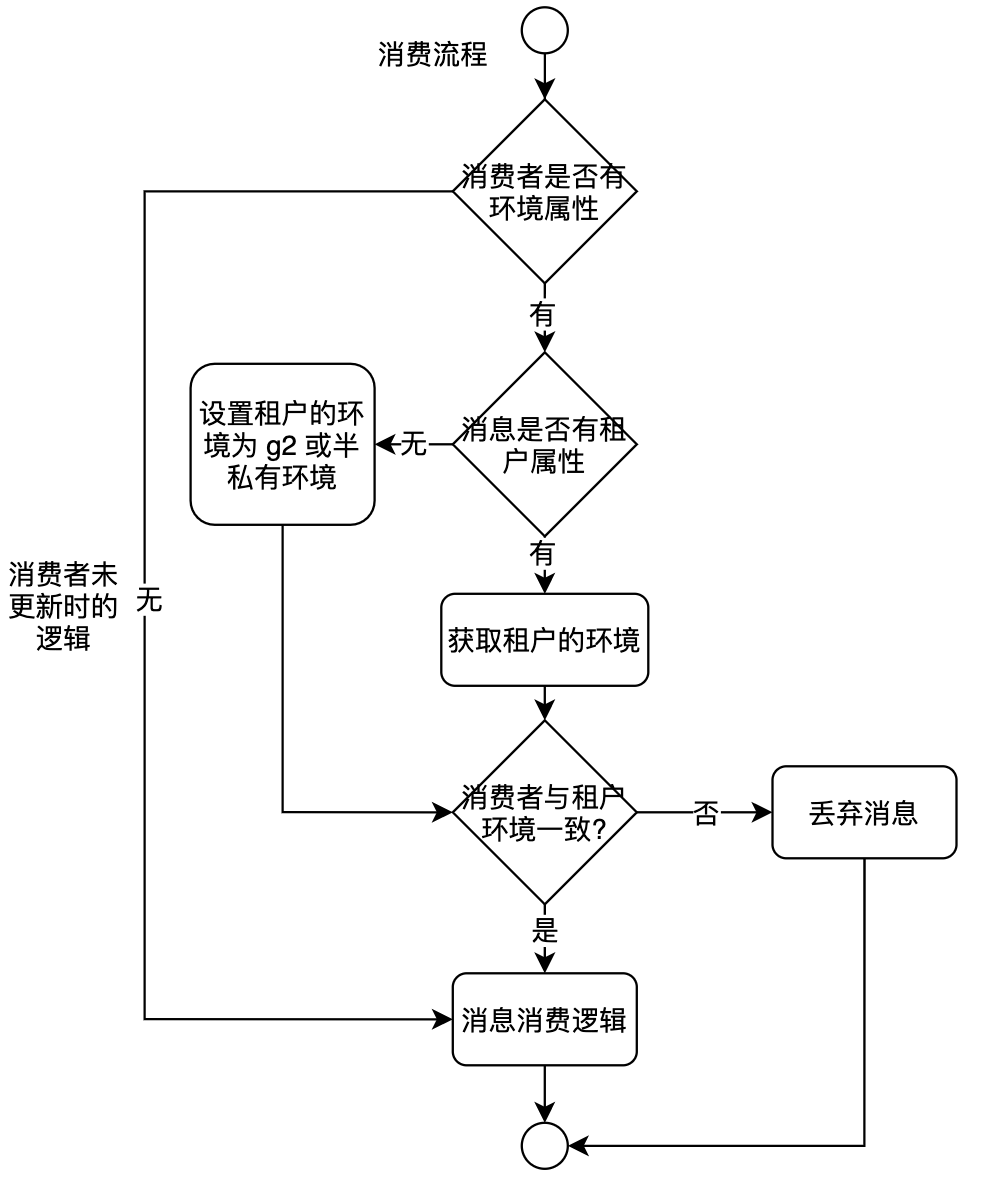 消费流程
消费者是否有
环境属性
有
设置租户的环
境为 g2 或半
私有环境
无
消息是否有租
户属性
有
消费者未
更新时的
逻辑
无
获取租户的环境
消费者与租户
环境一致?
否
丢弃消息
是
消息消费逻辑